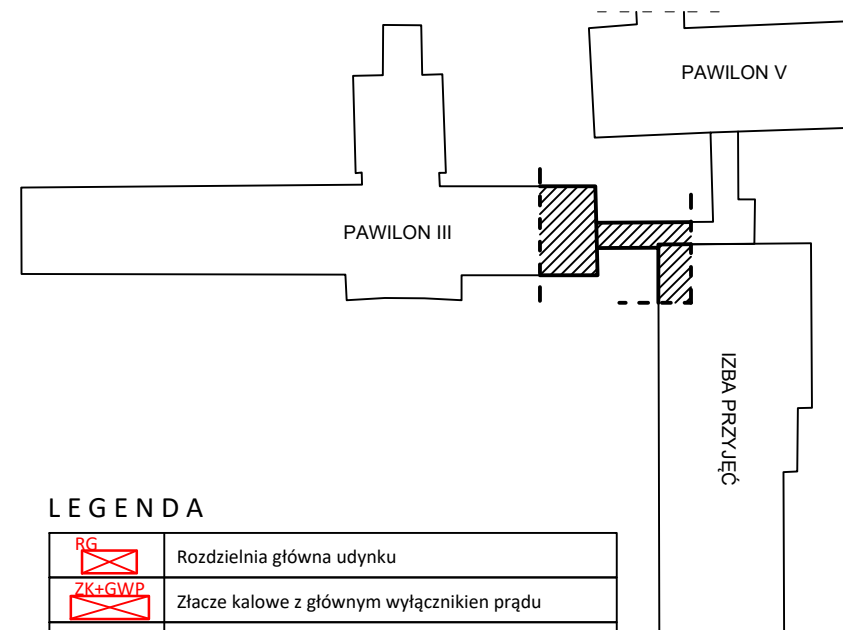 PAWILON V
PAWILON III
IZBA PRZYJĘĆ
LEGENDA
RG
Rozdzielnia główna udynku
ZK+GWP
Złacze kalowe z głównym wyłącznikien prądu